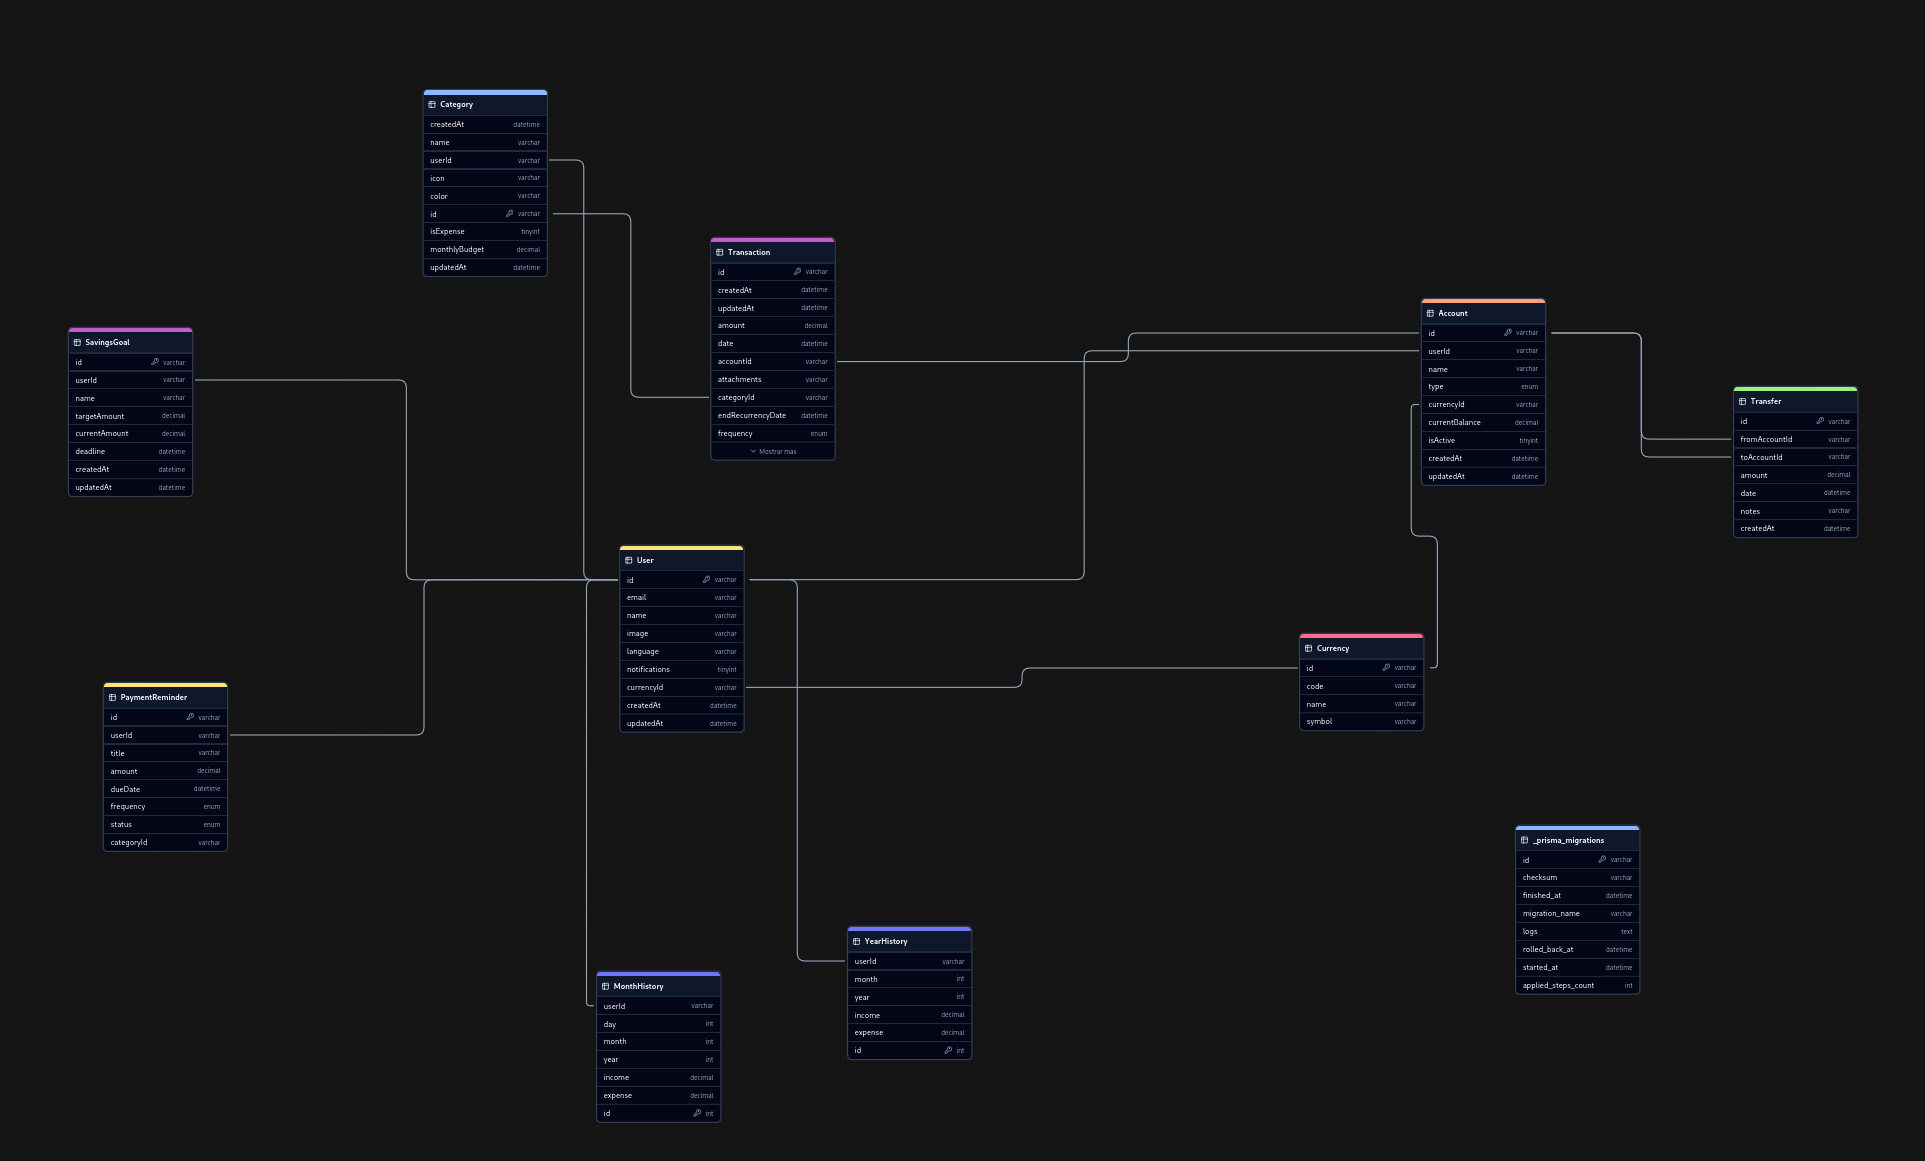 Category
createdAt datetime
name varchar
userId varchar
icon varchar
color varchar
id varchar
isExpense tinyint
monthlyBudget decimal
updatedAt datetime
Transaction
id varchar
createdAt datetime
updatedAt datetime
amount decimal
date datetime
accountId varchar
attachments varchar
categoryId varchar
endRecurrencyDate datetime
frequency enum
Mostrar mas
Account
id varchar
userId varchar
name varchar
type enum
currencyId varchar
currentBalance decimal
isActive tinyint
createdAt datetime
updatedAt datetime
SavingsGoal
id varchar
userId varchar
name varchar
targetAmount decimal
currentAmount decimal
deadline datetime
createdAt datetime
updatedAt datetime
Transfer
id varchar
fromAccountId varchar
toAccountId varchar
amount decimal
date datetime
notes varchar
createdAt datetime
User
id varchar
email varchar
name varchar
image varchar
language varchar
notifications tinyint
currencyId varchar
createdAt datetime
updatedAt datetime
Currency
id varchar
code varchar
name varchar
symbol varchar
PaymentReminder
id varchar
userId varchar
title varchar
amount decimal
dueDate datetime
frequency enum
status enum
categoryId varchar
_prisma_migrations
id varchar
checksum varchar
finished_at datetime
migration_name varchar
logs text
rolled_back_at datetime
started_at datetime
applied_steps_count int
YearHistory
userId varchar
month int
year int
income decimal
expense decimal
id int
MonthHistory
userId varchar
day int
month int
year int
income decimal
expense decimal
id int